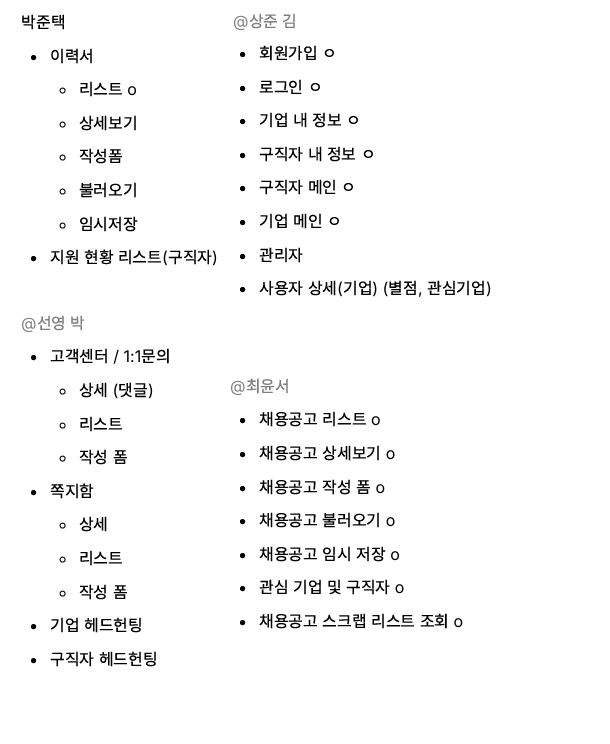 박준택
이력서
리스트 o
상세보기
작성폼
불러오기
임시저장
지원 현황 리스트(구직자)
@상준 김
회원가입 ㅇ
로그인 ㅇ
기업 내 정보 ㅇ
구직자 내 정보 ㅇ
구직자 메인 ㅇ
기업 메인 ㅇ
관리자
사용자 상세(기업) (별점, 관심기업)
@선영 박
고객센터 / 1:1문의
상세 (댓글)
리스트
작성 폼
쪽지함
상세
리스트
작성 폼
기업 헤드헌팅
구직자 헤드헌팅
@최윤서
채용공고 리스트 o
채용공고 상세보기 o
채용공고 작성 폼 o
채용공고 불러오기 o
채용공고 임시 저장 o
관심 기업 및 구직자 o
채용공고 스크랩 리스트 조회 o